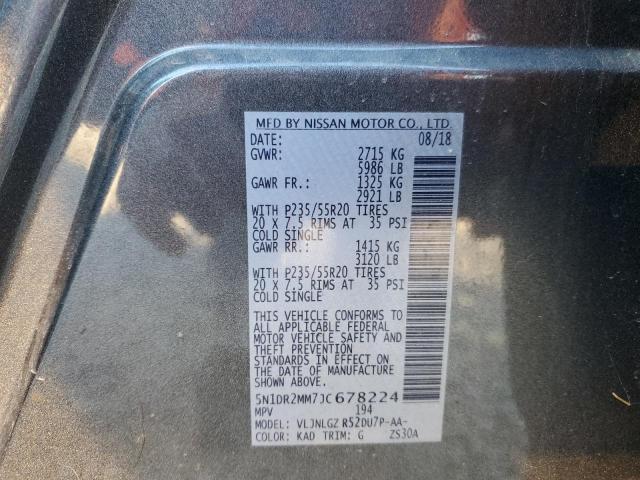 MFD BY NISSAN MOTOR CO., LTD.
DATE: 08/18
GVWR: 2715 KG
5986 LB
GAWR FR.: 1325 KG
2921 LB
WITH P235/55R20 TIRES
20 X 7.5 RIMS AT 35 PSI
COLD SINGLE
GAWR RR.: 1415 KG
3120 LB
WITH P235/55R20 TIRES
20 X 7.5 RIMS AT 35 PSI
COLD SINGLE
THIS VEHICLE CONFORMS TO
ALL APPLICABLE FEDERAL
MOTOR VEHICLE SAFETY AND
THEFT PREVENTION
STANDARDS IN EFFECT ON
THE DATE OF MANUFACTURE
SHOWN ABOVE.
5N1DR2MM7JC678224
MPV 194
MODEL: VLJNLGZ R52DU7P-AA-
COLOR: KAD TRIM: G ZS30A